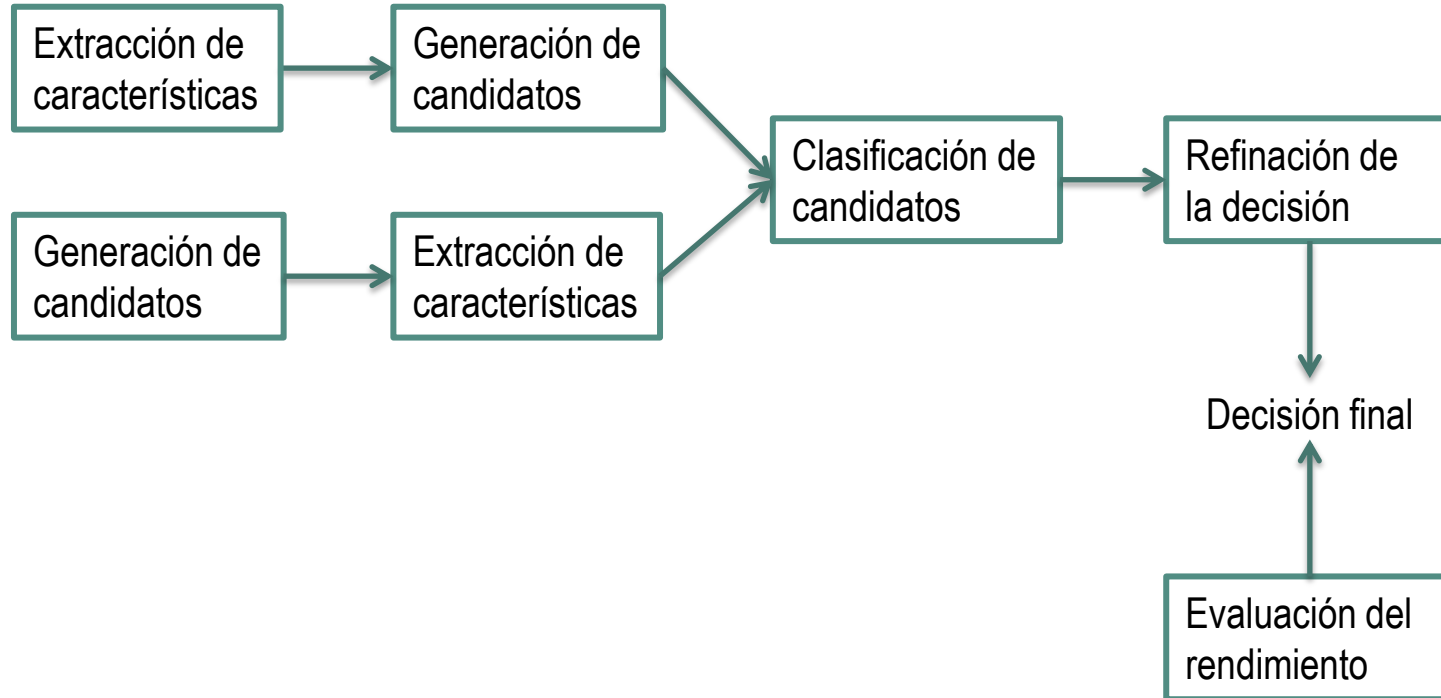 Extracción de
características
Generación de
candidatos
Generación de
candidatos
Extracción de
características
Clasificación de
candidatos
Refinación de
la decisión
Decisión final
Evaluación del
rendimiento